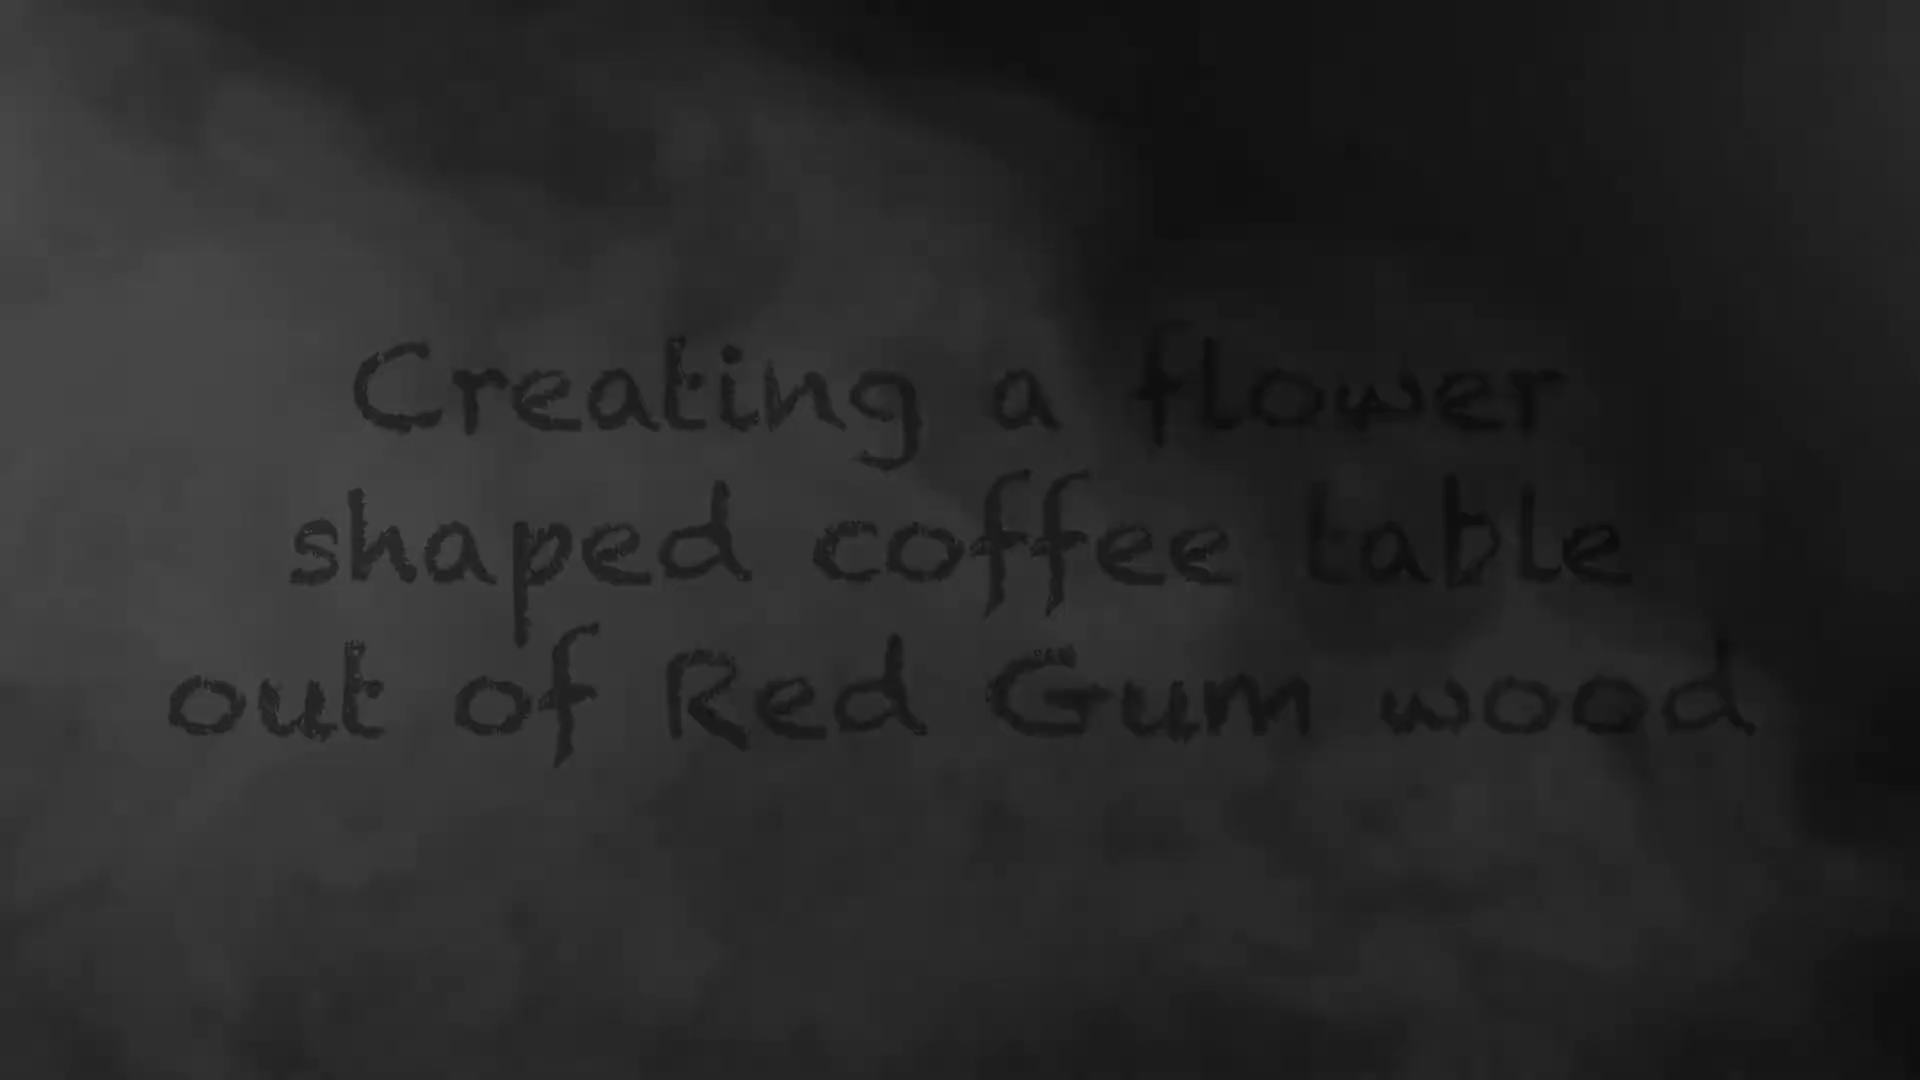 Creating a flower
shaped coffee table
out of Red Gum wood